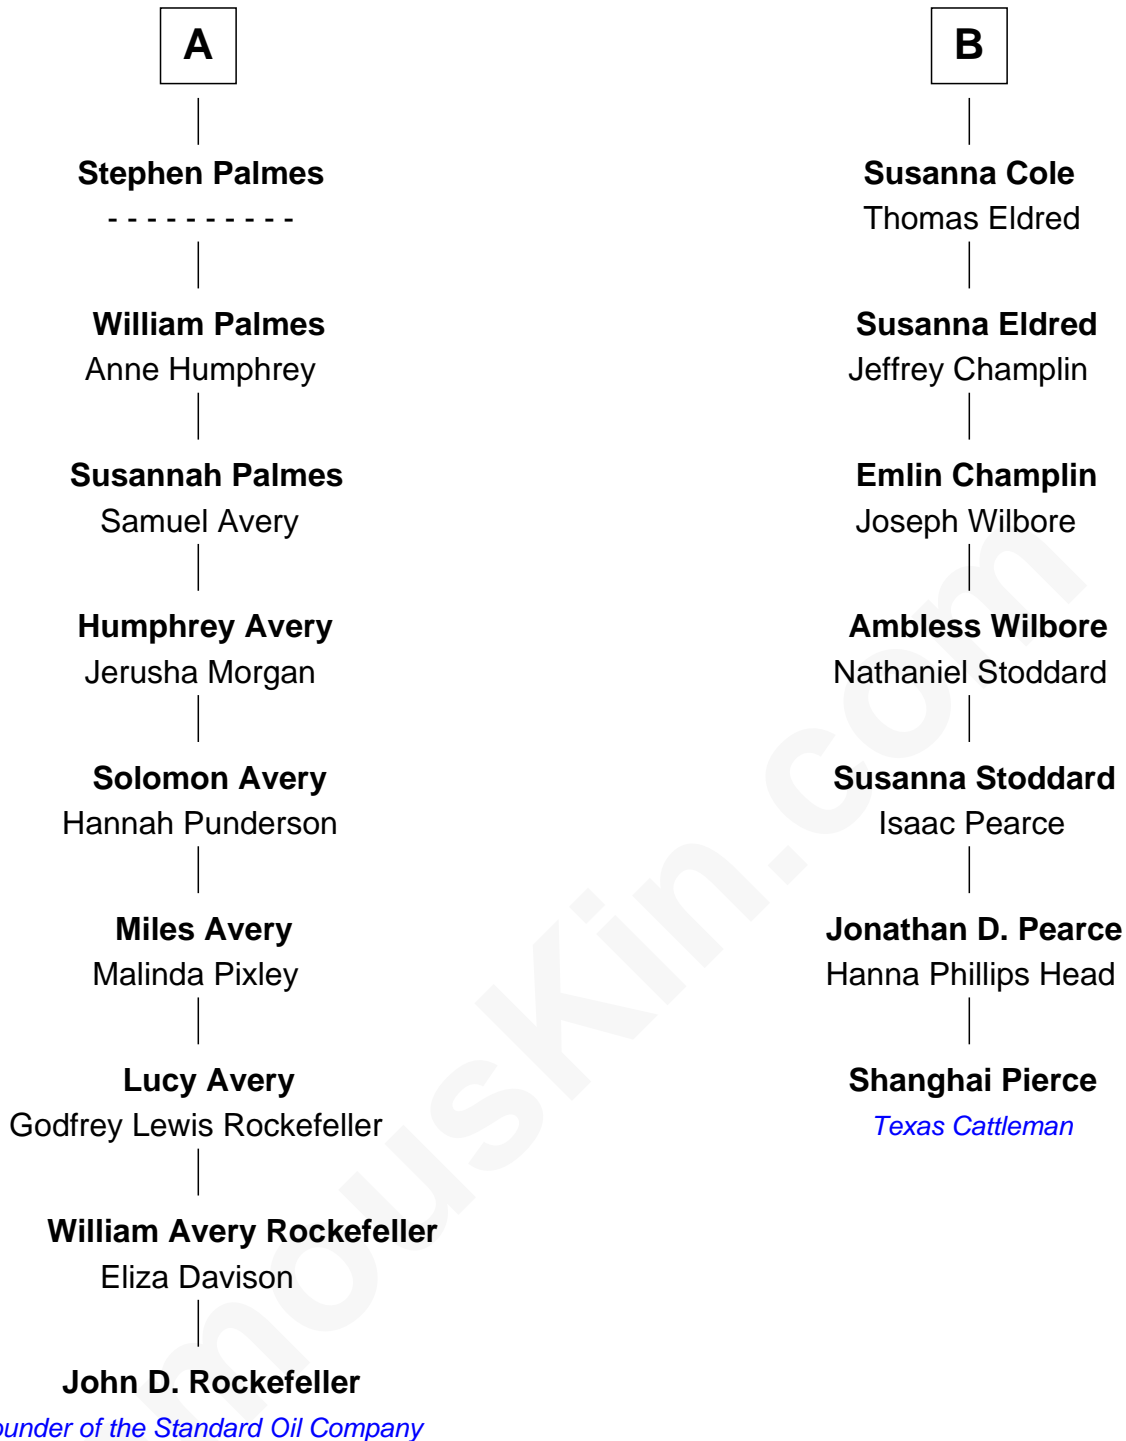 A
Stephen Palmes
- - - - - - - - - -
William Palmes
Anne Humphrey
Susannah Palmes
Samuel Avery
Humphrey Avery
Jerusha Morgan
Solomon Avery
Hannah Punderson
Miles Avery
Malinda Pixley
Lucy Avery
Godfrey Lewis Rockefeller
William Avery Rockefeller
Eliza Davison
John D. Rockefeller
ounder of the Standard Oil Company
B
Susanna Cole
Thomas Eldred
Susanna Eldred
Jeffrey Champlin
Emlin Champlin
Joseph Wilbore
Ambless Wilbore
Nathaniel Stoddard
Susanna Stoddard
Isaac Pearce
Jonathan D. Pearce
Hanna Phillips Head
Shanghai Pierce
Texas Cattleman
mouskin.com